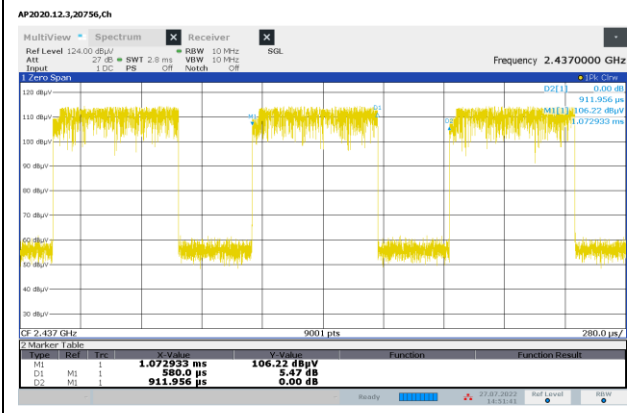 AP2020.12.3,20756,Ch
MultiView Spectrum X Receiver X
Ref Level 124.00 dBµV RBW 10 MHz SGL
Att 27 dB SWT 2.8 ms VBW 10 MHz
Input 1 DC PS Off Notch Off
Frequency 2.4370000 GHz
1 Zero Span 1Pk Clrw
D2[1] 0.00 dB
911.956 µs
M1[1] 106.22 dBµV
1.072933 ms
120 dBµV
110 dBµV
100 dBµV
90 dBµV
80 dBµV
70 dBµV
60 dBµV
50 dBµV
40 dBµV
30 dBµV
M1
D1
D2
CF 2.437 GHz 9001 pts 280.0 µs/
2 Marker Table
Type Ref Trc X-Value Y-Value Function Function Result
M1 1 1.072933 ms 106.22 dBµV
D1 M1 1 580.0 µs 5.47 dB
D2 M1 1 911.956 µs 0.00 dB
Ready 27.07.2022 Ref Level RBW
14:51:41